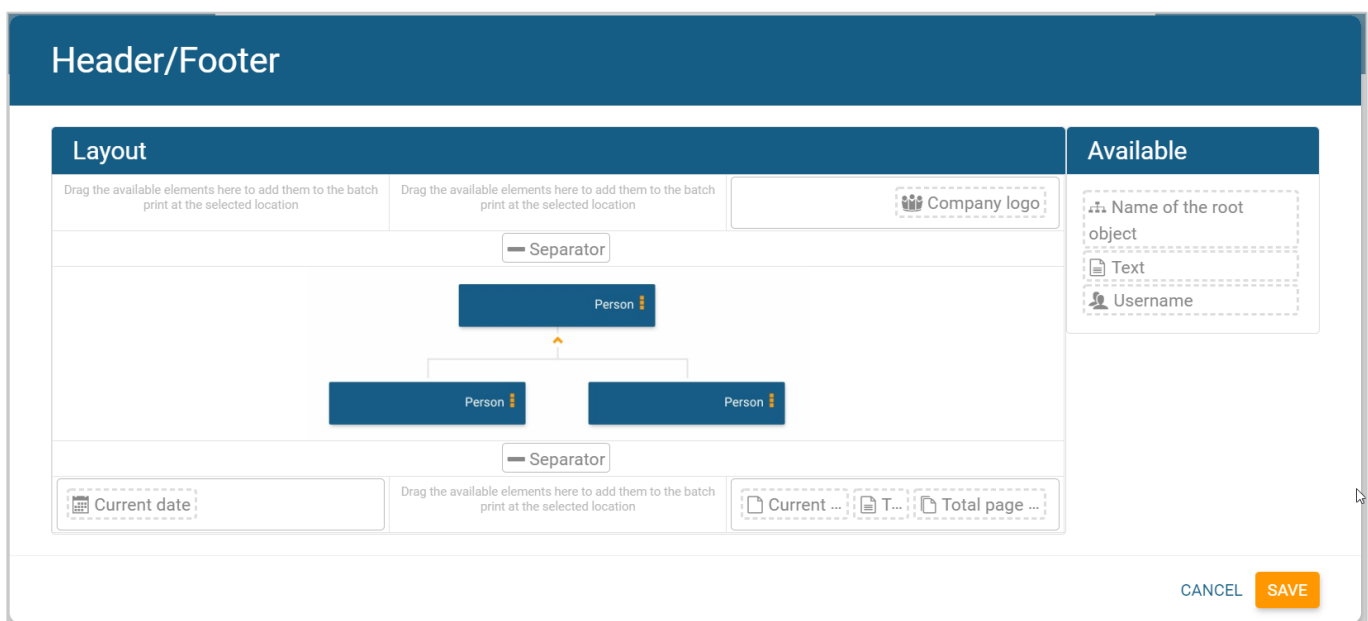 Header/Footer
Layout
Available
Drag the available elements here to add them to the batch
print at the selected location
Drag the available elements here to add them to the batch
print at the selected location
Company logo
Name of the root
object
Text
Username
Separator
Person
Person
Person
Separator
Current date
Drag the available elements here to add them to the batch
print at the selected location
Current ...
T...
Total page ...
CANCEL
SAVE